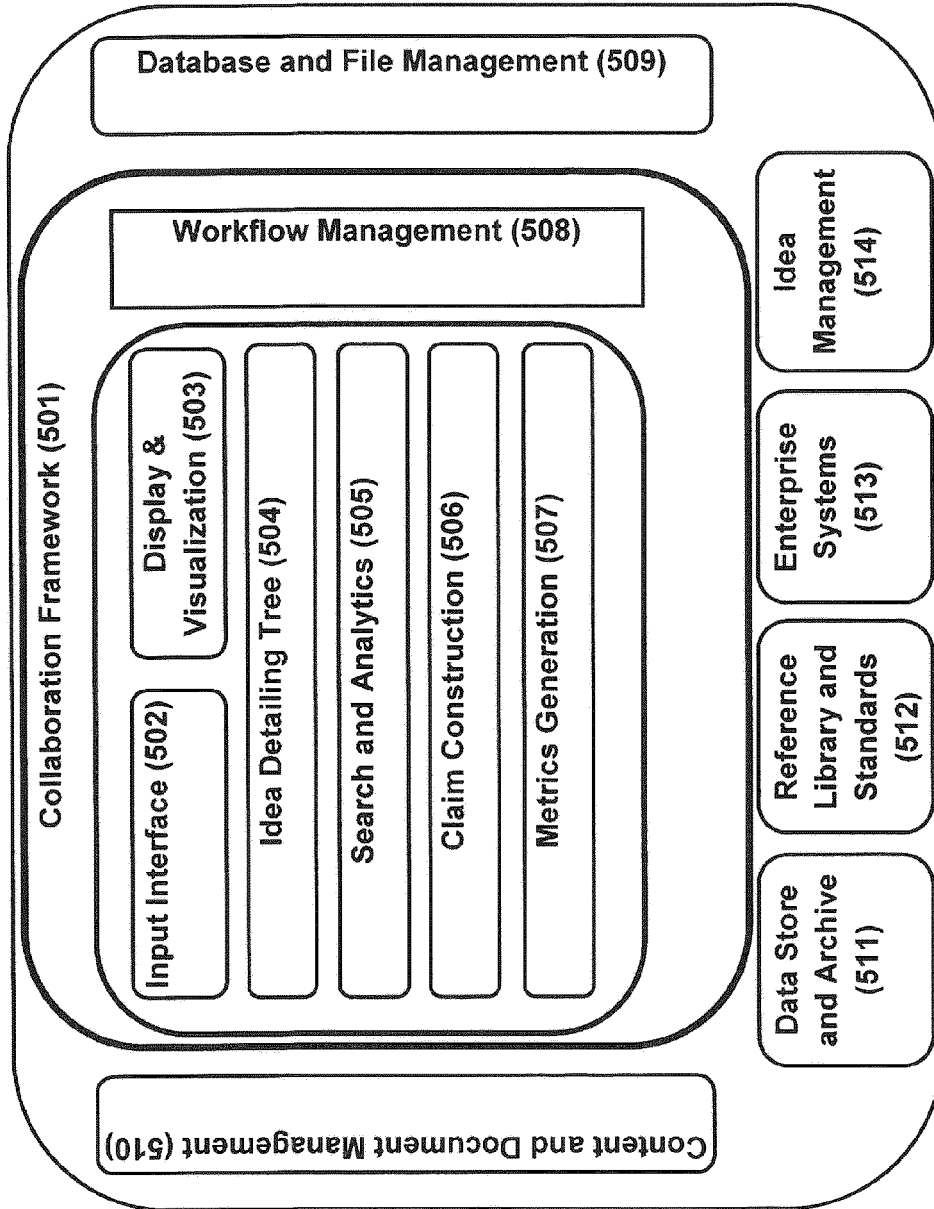 Collaboration Framework (501)
Content and Document Management (510)
Input Interface (502)
Display &
Visualization (503)
Idea Detailing Tree (504)
Search and Analytics (505)
Claim Construction (506)
Metrics Generation (507)
Workflow Management (508)
Database and File Management (509)
Data Store
and Archive
(511)
Reference
Library and
Standards
(512)
Enterprise
Systems
(513)
Idea
Management
(514)